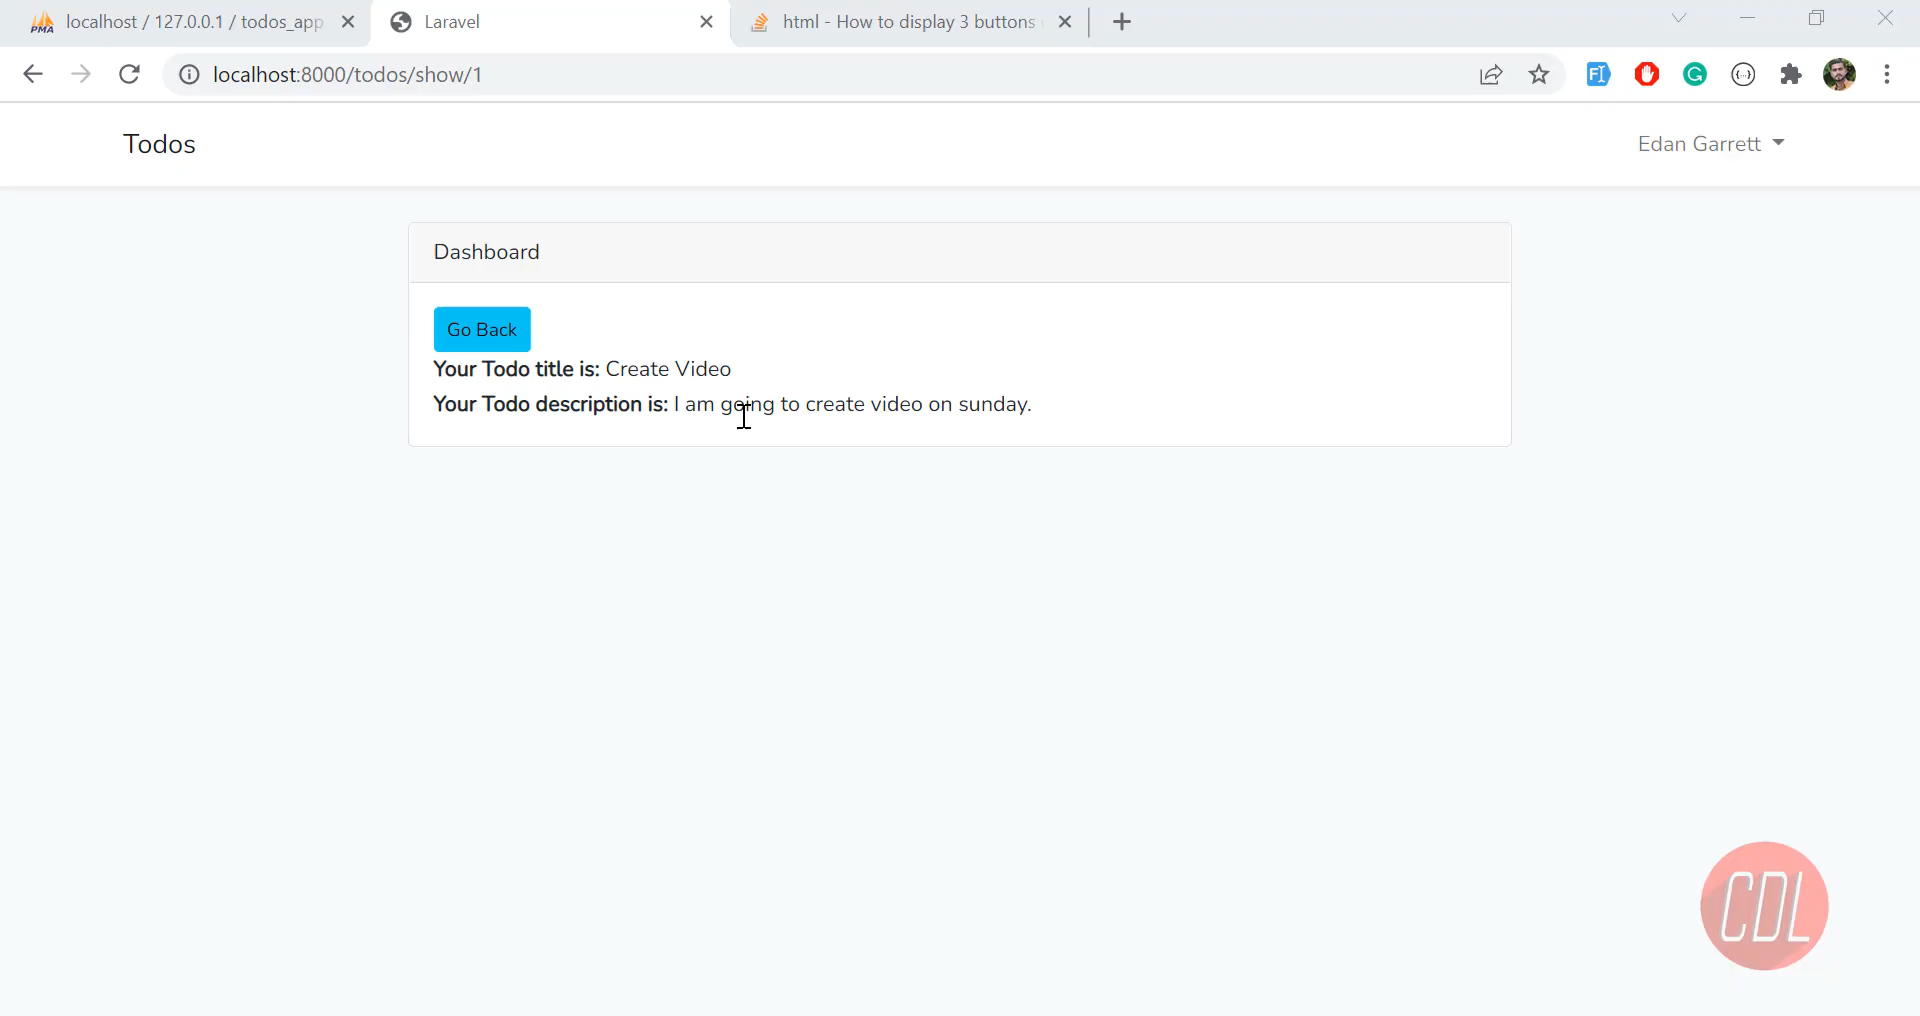 localhost / 127.0.0.1 / todos_app
Laravel
html - How to display 3 buttons
localhost:8000/todos/show/1
Todos
Edan Garrett
Dashboard
Go Back
Your Todo title is: Create Video
Your Todo description is: I am going to create video on sunday.
CDL